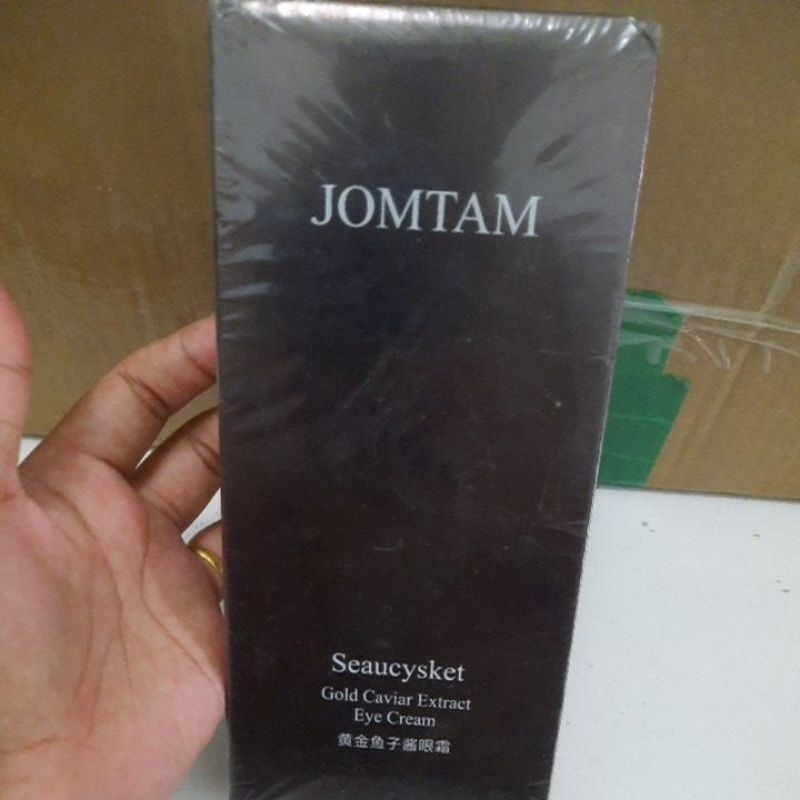 JOMTAM
Seaucysket
Gold Caviar Extract
Eye Cream
黄金鱼子酱眼霜